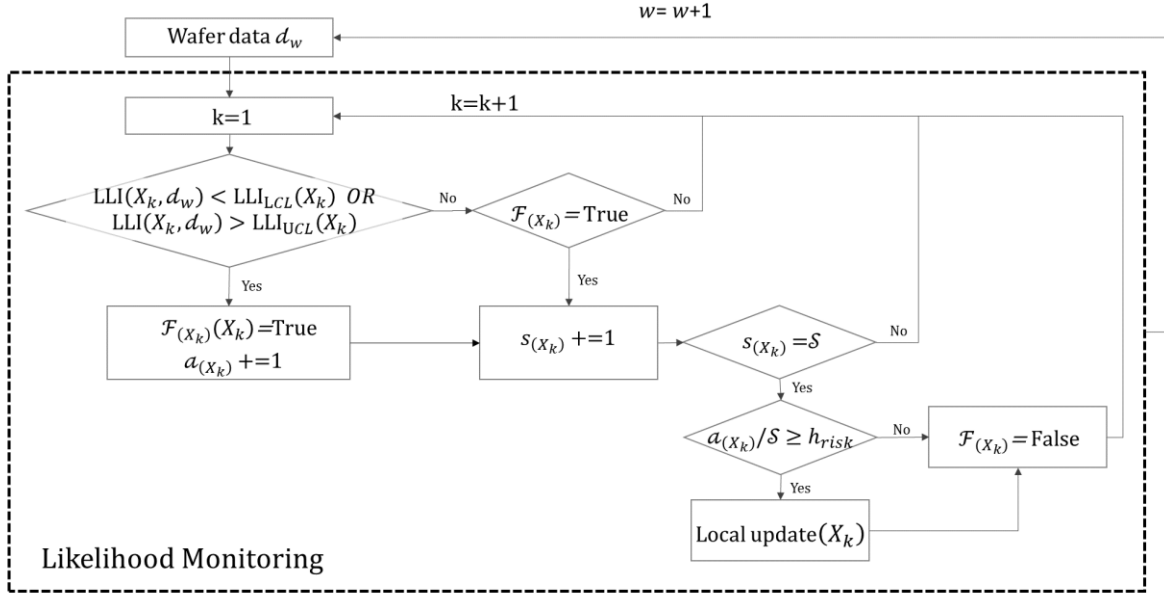 w= w+1
Wafer data d_w
k=1
k=k+1
LLI(X_k, d_w) < LLI_LCL(X_k) OR
LLI(X_k, d_w) > LLI_UCL(X_k)
No
ℱ_(X_k)=True
No
Yes
Yes
ℱ_(X_k)(X_k)=True
a_(X_k) +=1
s_(X_k) +=1
s_(X_k) =𝒮
No
Yes
a_(X_k)/𝒮 ≥ h_risk
No
ℱ_(X_k)=False
Yes
Local update(X_k)
Likelihood Monitoring